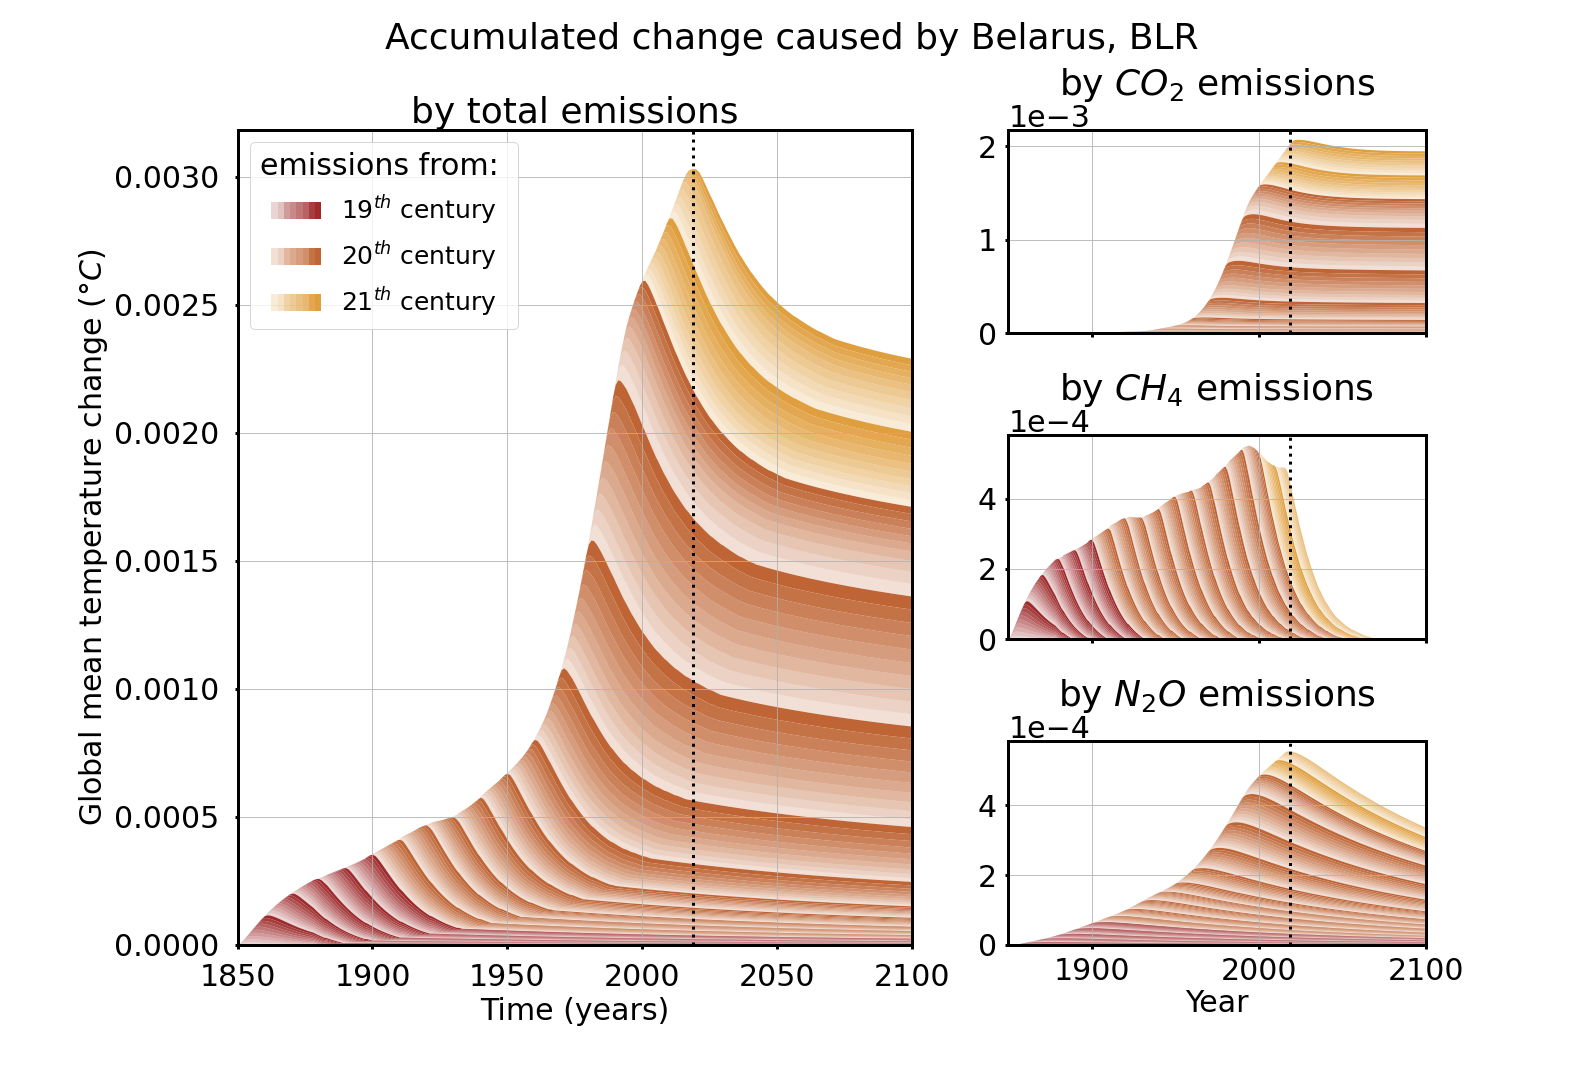 Accumulated change caused by Belarus, BLR
by total emissions
emissions from:
19th century
20th century
21th century
0.0030
0.0025
0.0020
0.0015
0.0010
0.0005
0.0000
Global mean temperature change (°C)
1850 1900 1950 2000 2050 2100
Time (years)
by CO2 emissions
1e−3
2
1
0
by CH4 emissions
1e−4
4
2
0
by N2O emissions
1e−4
4
2
0
1900 2000 2100
Year